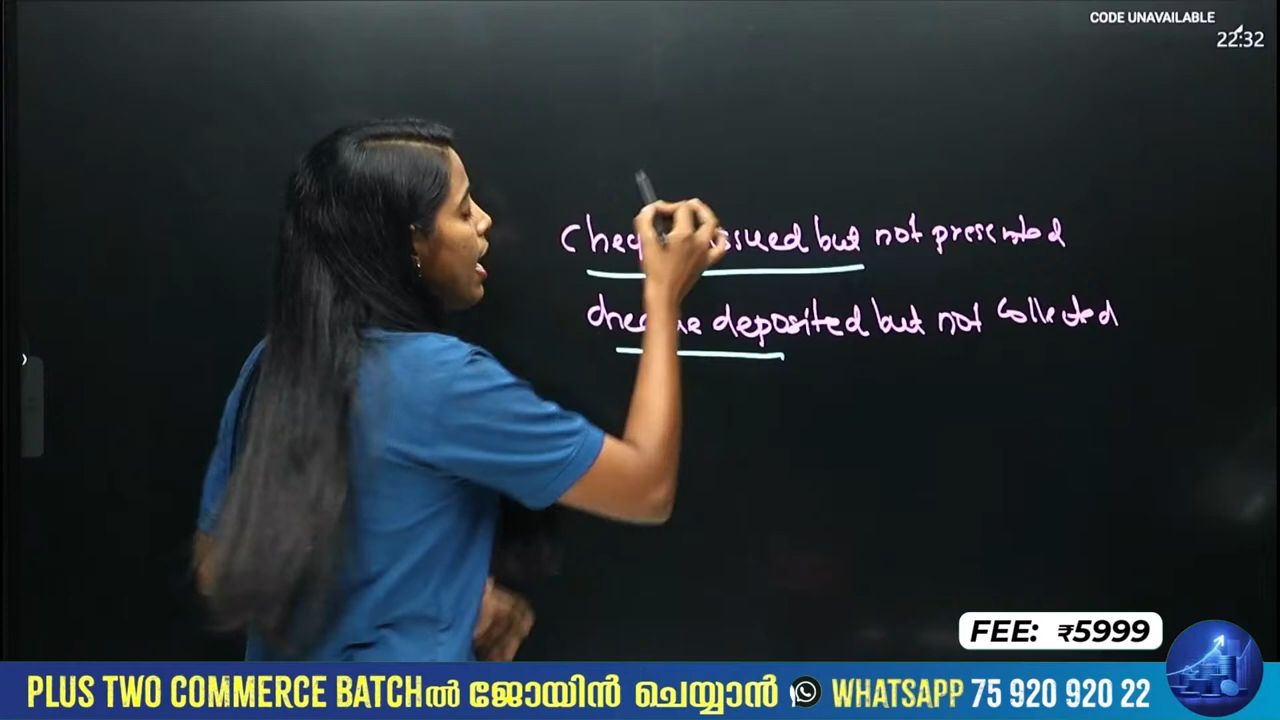 CODE UNAVAILABLE
22:32
issued but not presented
deposited but not collected
FEE: ₹5999
PLUS TWO COMMERCE BATCHൽ ജോയിൻ ചെയ്യാൻ WHATSAPP 75 920 920 22